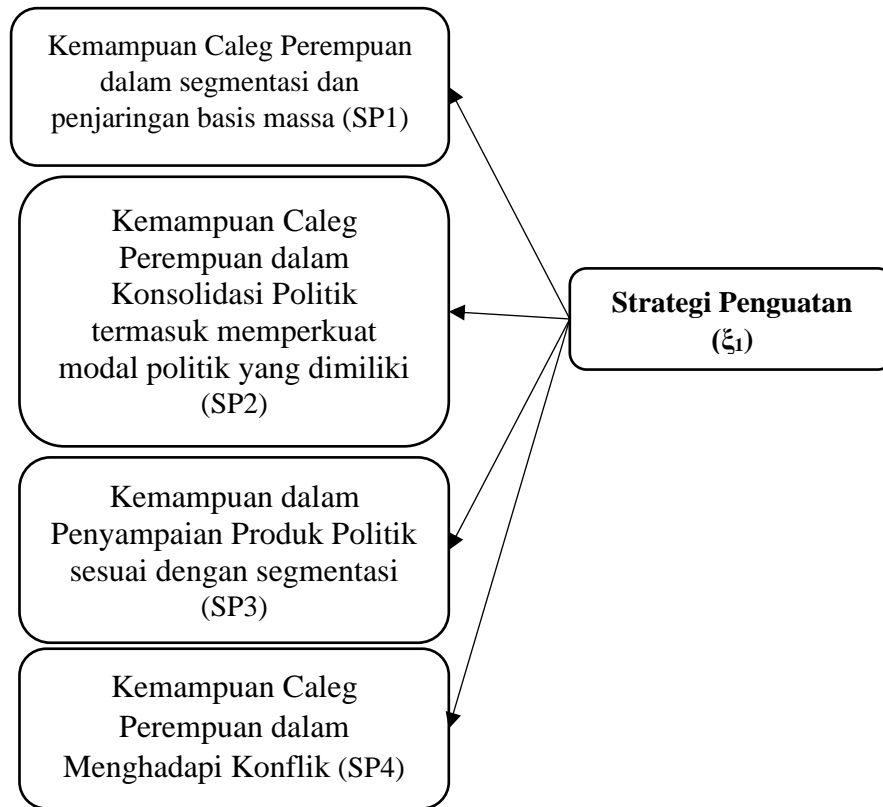 Kemampuan Caleg Perempuan
dalam segmentasi dan
penjaringan basis massa (SP1)
Kemampuan Caleg
Perempuan dalam
Konsolidasi Politik
termasuk memperkuat
modal politik yang dimiliki
(SP2)
Kemampuan dalam
Penyampaian Produk Politik
sesuai dengan segmentasi
(SP3)
Kemampuan Caleg
Perempuan dalam
Menghadapi Konflik (SP4)
Strategi Penguatan
(ξ₁)